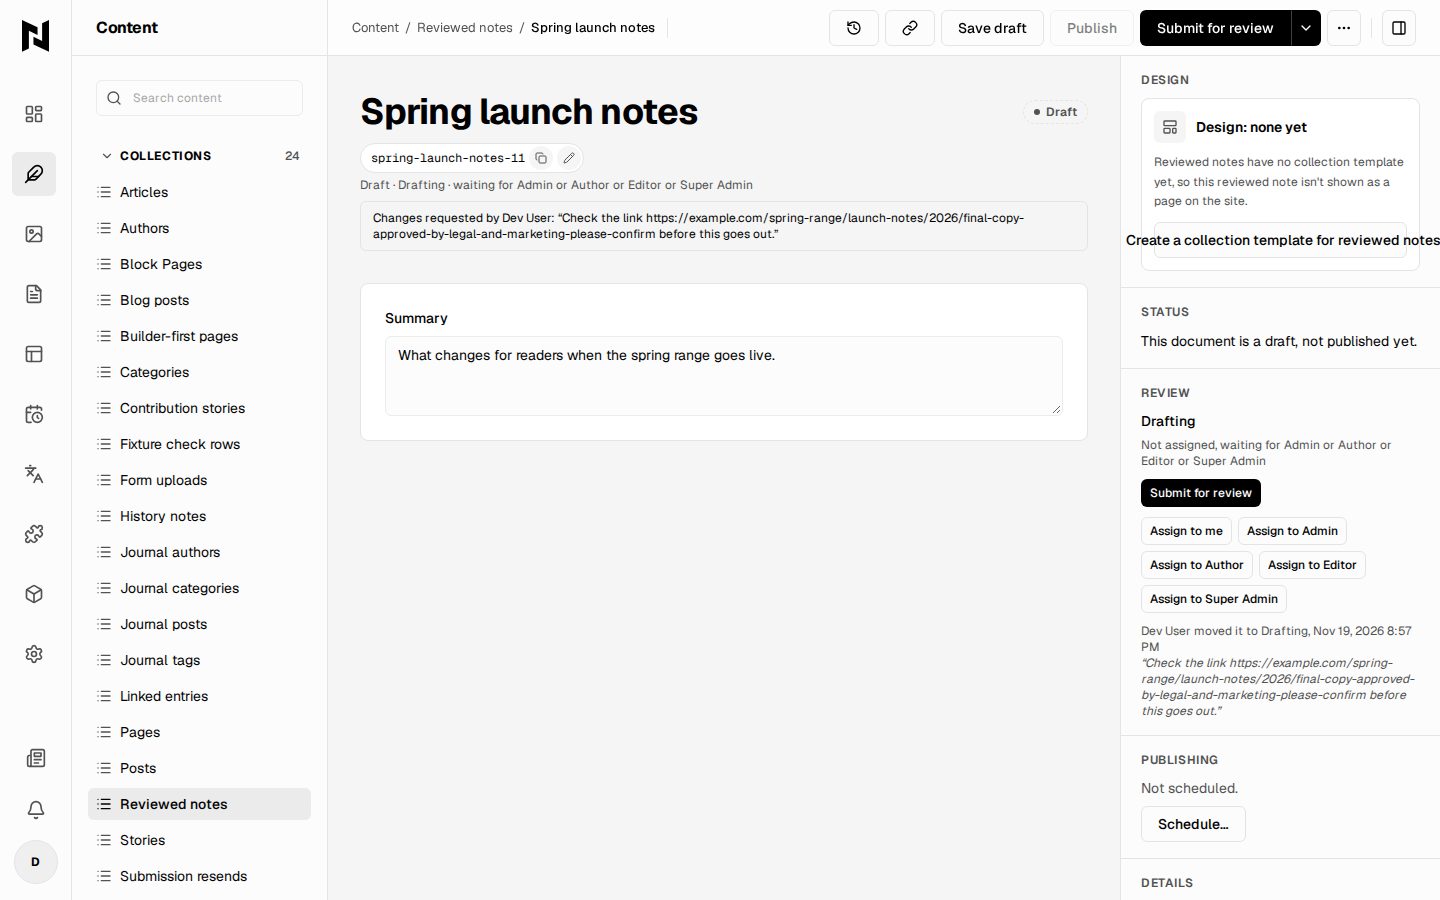 Content
Content / Reviewed notes / Spring launch notes
Save draft
Publish
Submit for review
Search content
COLLECTIONS 24
Articles
Authors
Block Pages
Blog posts
Builder-first pages
Categories
Contribution stories
Fixture check rows
Form uploads
History notes
Journal authors
Journal categories
Journal posts
Journal tags
Linked entries
Pages
Posts
Reviewed notes
Stories
Submission resends
D
Spring launch notes
Draft
spring-launch-notes-11
Draft · Drafting · waiting for Admin or Author or Editor or Super Admin
Changes requested by Dev User: “Check the link https://example.com/spring-range/launch-notes/2026/final-copy-
approved-by-legal-and-marketing-please-confirm before this goes out.”
Summary
What changes for readers when the spring range goes live.
DESIGN
Design: none yet
Reviewed notes have no collection template
yet, so this reviewed note isn't shown as a
page on the site.
Create a collection template for reviewed notes
STATUS
This document is a draft, not published yet.
REVIEW
Drafting
Not assigned, waiting for Admin or Author or
Editor or Super Admin
Submit for review
Assign to me
Assign to Admin
Assign to Author
Assign to Editor
Assign to Super Admin
Dev User moved it to Drafting, Nov 19, 2026 8:57
PM
“Check the link https://example.com/spring-
range/launch-notes/2026/final-copy-approved-
by-legal-and-marketing-please-confirm before
this goes out.”
PUBLISHING
Not scheduled.
Schedule…
DETAILS